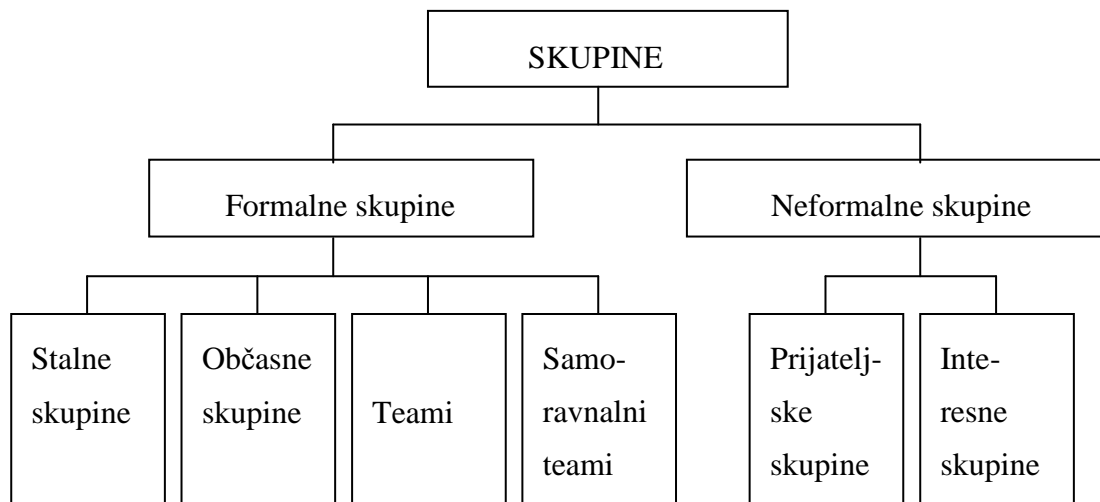 SKUPINE
Formalne skupine
Neformalne skupine
Stalne
skupine
Občasne
skupine
Teami
Samo-
ravnalni
teami
Prijatelj-
ske
skupine
Inte-
resne
skupine